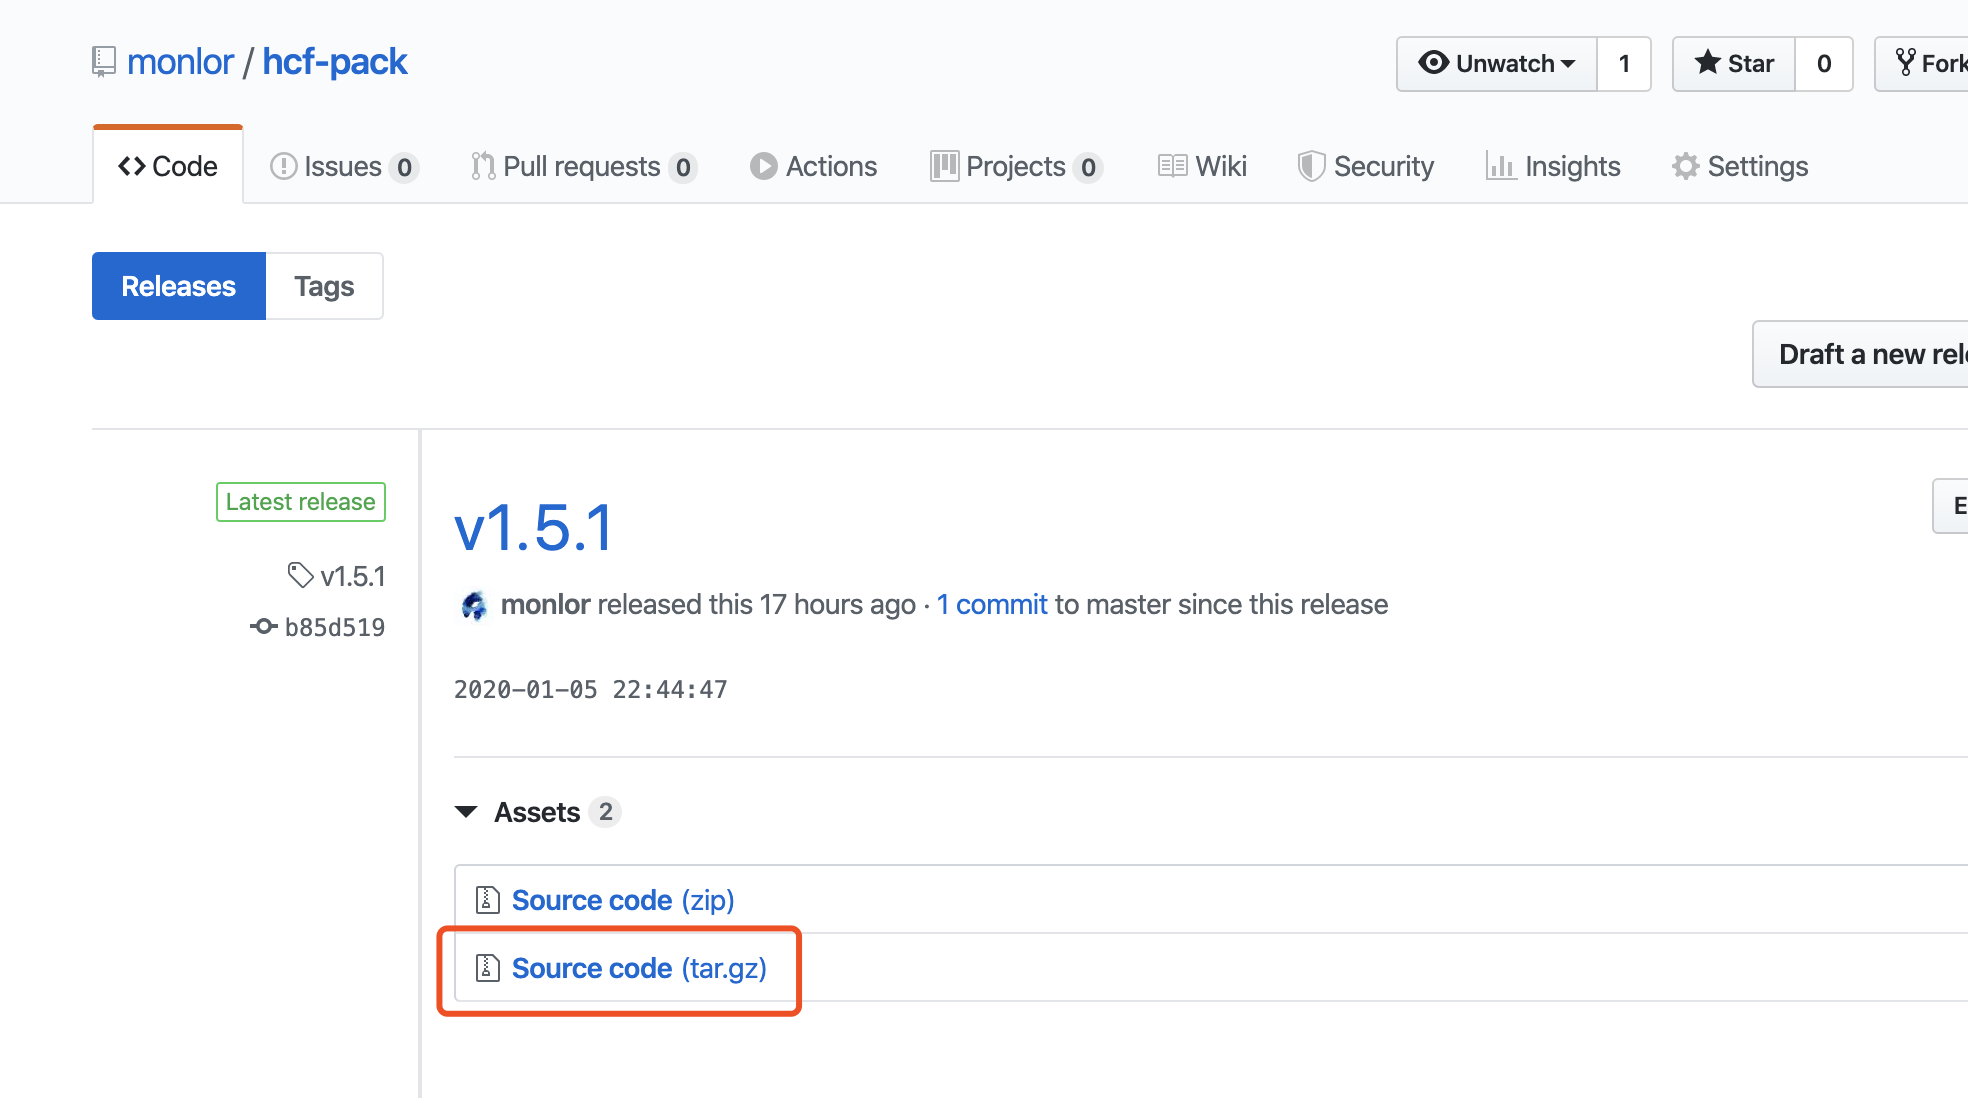 monlor / hcf-pack
Unwatch 1 Star 0 Fork
Code Issues 0 Pull requests 0 Actions Projects 0 Wiki Security Insights Settings
Releases Tags
Draft a new rel
Latest release
v1.5.1
b85d519
v1.5.1
E
monlor released this 17 hours ago · 1 commit to master since this release
2020-01-05 22:44:47
Assets 2
Source code (zip)
Source code (tar.gz)